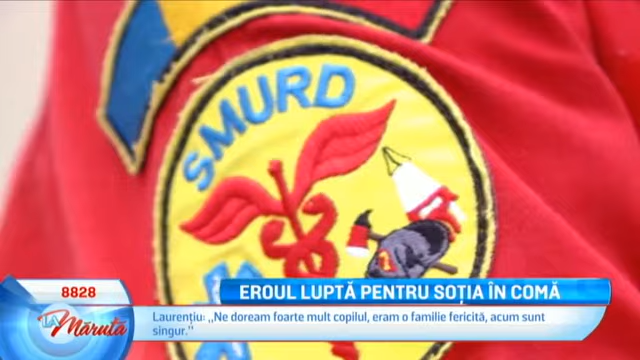 SMURD
8828
EROUL LUPTĂ PENTRU SOȚIA ÎN COMĂ
LA Măruță
Laurențiu: ,,Ne doream foarte mult copilul, eram o familie fericită, acum sunt
singur."